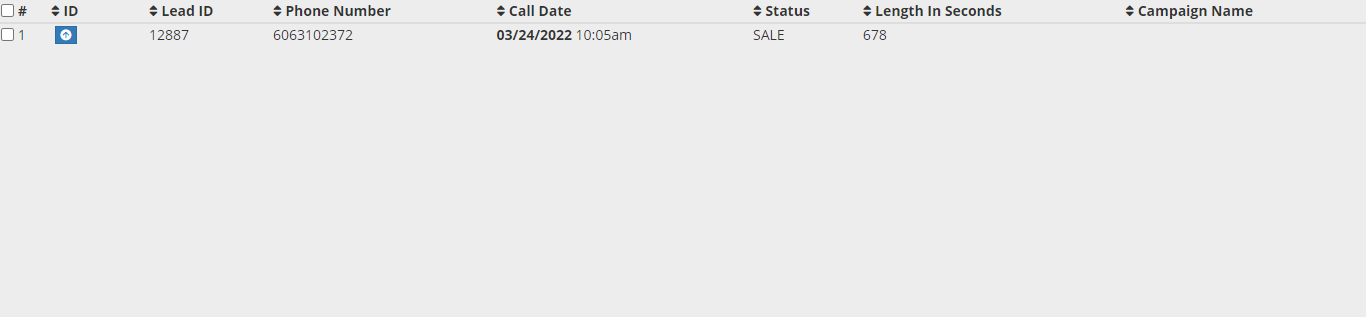 # ID Lead ID Phone Number Call Date Status Length In Seconds Campaign Name
1 12887 6063102372 03/24/2022 10:05am SALE 678